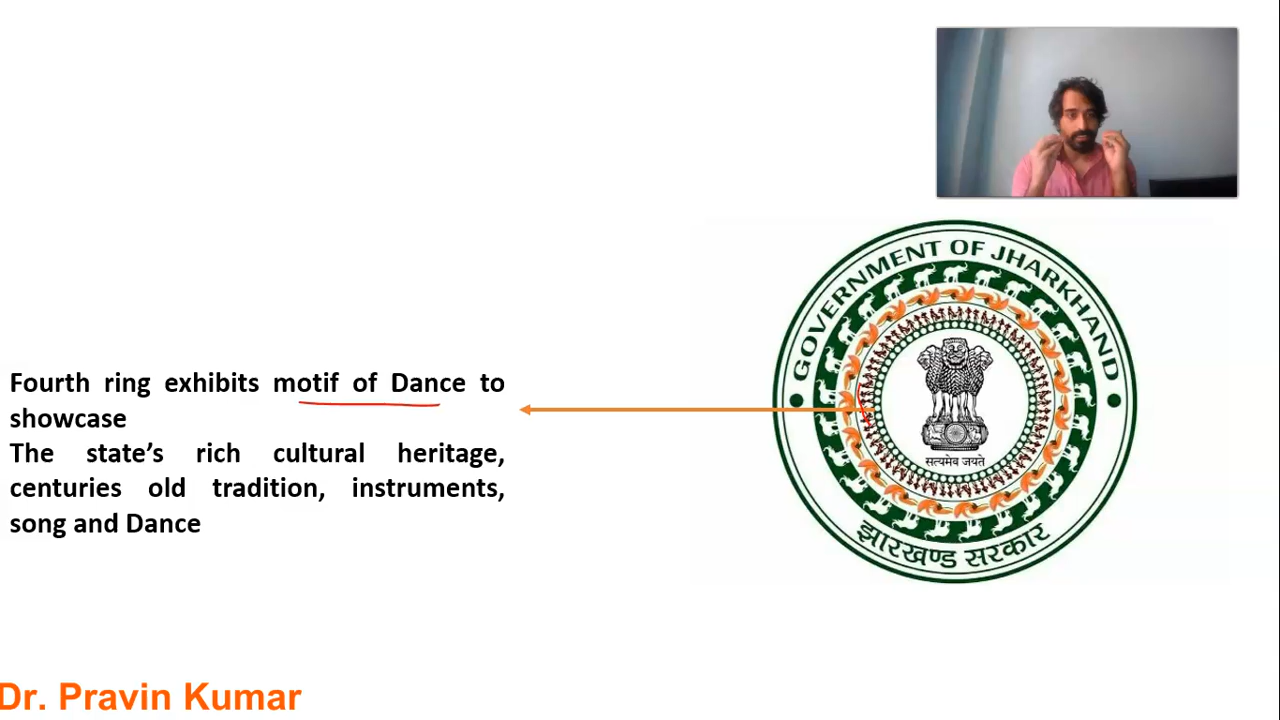 GOVERNMENT OF JHARKHAND
सत्यमेव जयते
झारखण्ड सरकार
Fourth ring exhibits motif of Dance to
showcase
The state’s rich cultural heritage,
centuries old tradition, instruments,
song and Dance
Dr. Pravin Kumar